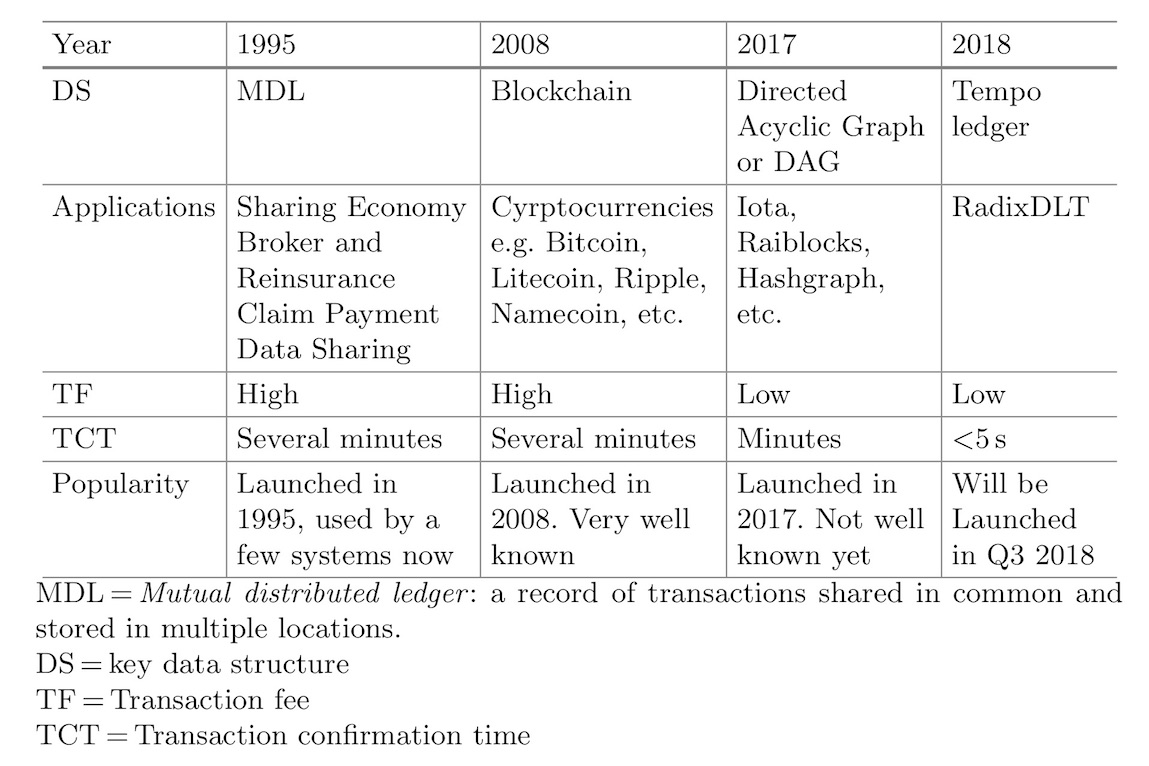 Year 1995 2008 2017 2018
DS MDL Blockchain Directed Tempo
Acyclic Graph ledger
or DAG
Applications Sharing Economy Cyrptocurrencies Iota, RadixDLT
Broker and e.g. Bitcoin, Raiblocks,
Reinsurance Litecoin, Ripple, Hashgraph,
Claim Payment Namecoin, etc. etc.
Data Sharing
TF High High Low Low
TCT Several minutes Several minutes Minutes <5 s
Popularity Launched in Launched in Launched in Will be
1995, used by a 2008. Very well 2017. Not well Launched
few systems now known known yet in Q3 2018
MDL = Mutual distributed ledger: a record of transactions shared in common and
stored in multiple locations.
DS = key data structure
TF = Transaction fee
TCT = Transaction confirmation time